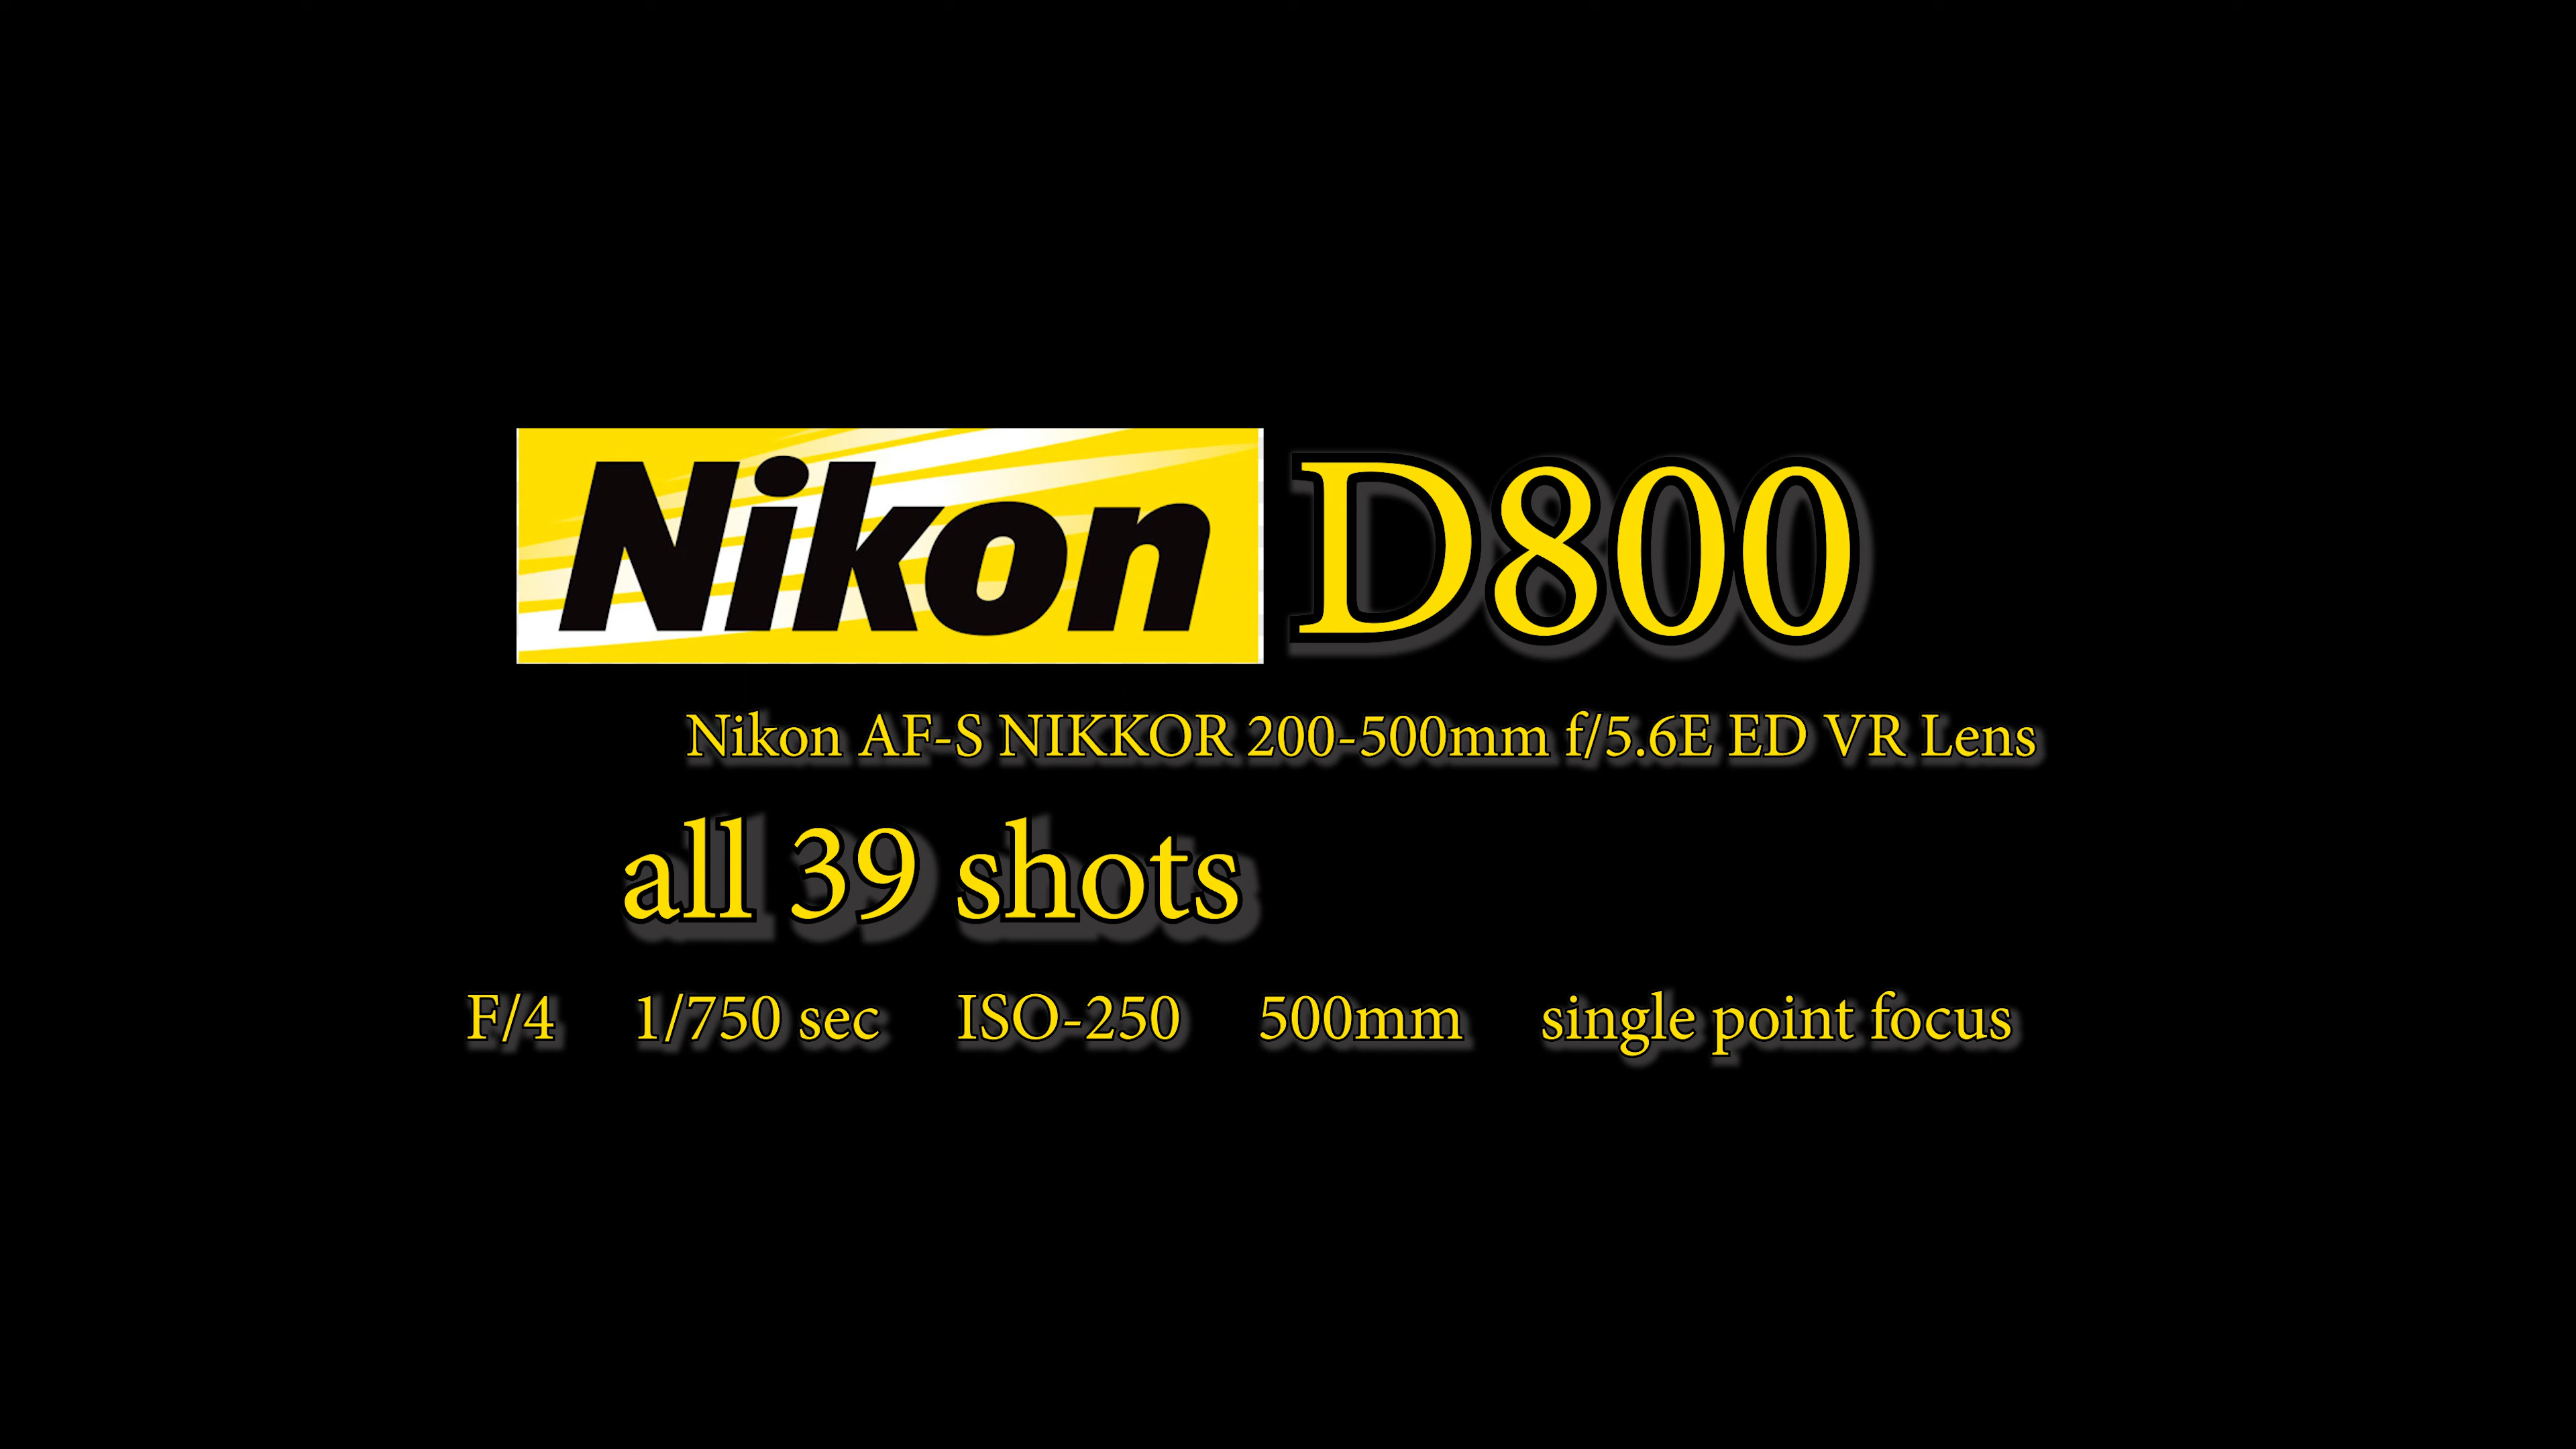 Nikon D800
Nikon AF-S NIKKOR 200-500mm f/5.6E ED VR Lens
all 39 shots
F/4 1/750 sec ISO-250 500mm single point focus